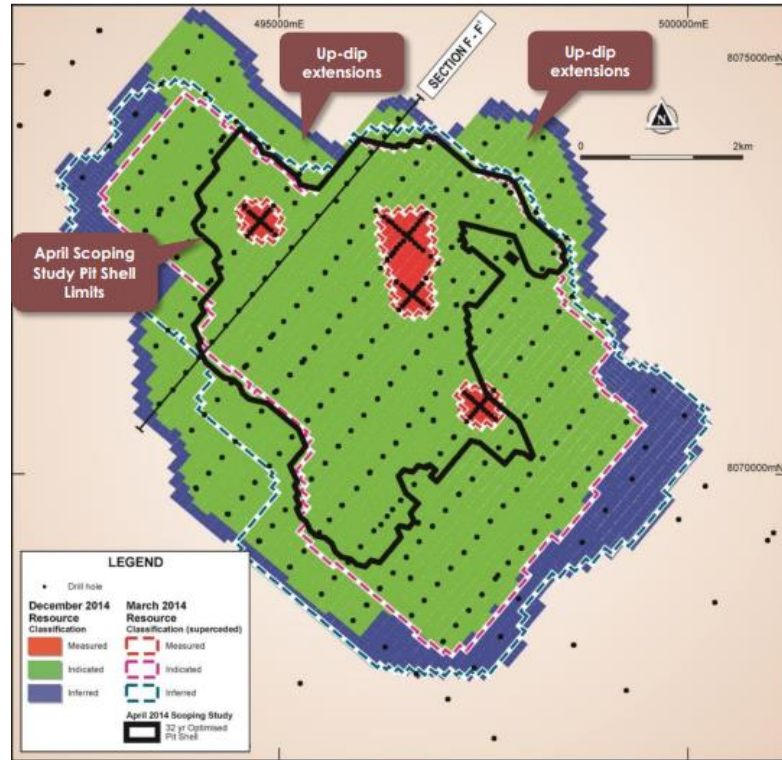 495000mE
500000mE
8075000mN
Up-dip
extensions
SECTION F - F'
Up-dip
extensions
N
0
2km
April Scoping
Study Pit Shell
Limits
8070000mN
LEGEND
Drill hole
December 2014
Resource
Classification
Measured
Indicated
Inferred
March 2014
Resource
Classification (superceded)
Measured
Indicated
Inferred
April 2014 Scoping Study
32 yr Optimised
Pit Shell